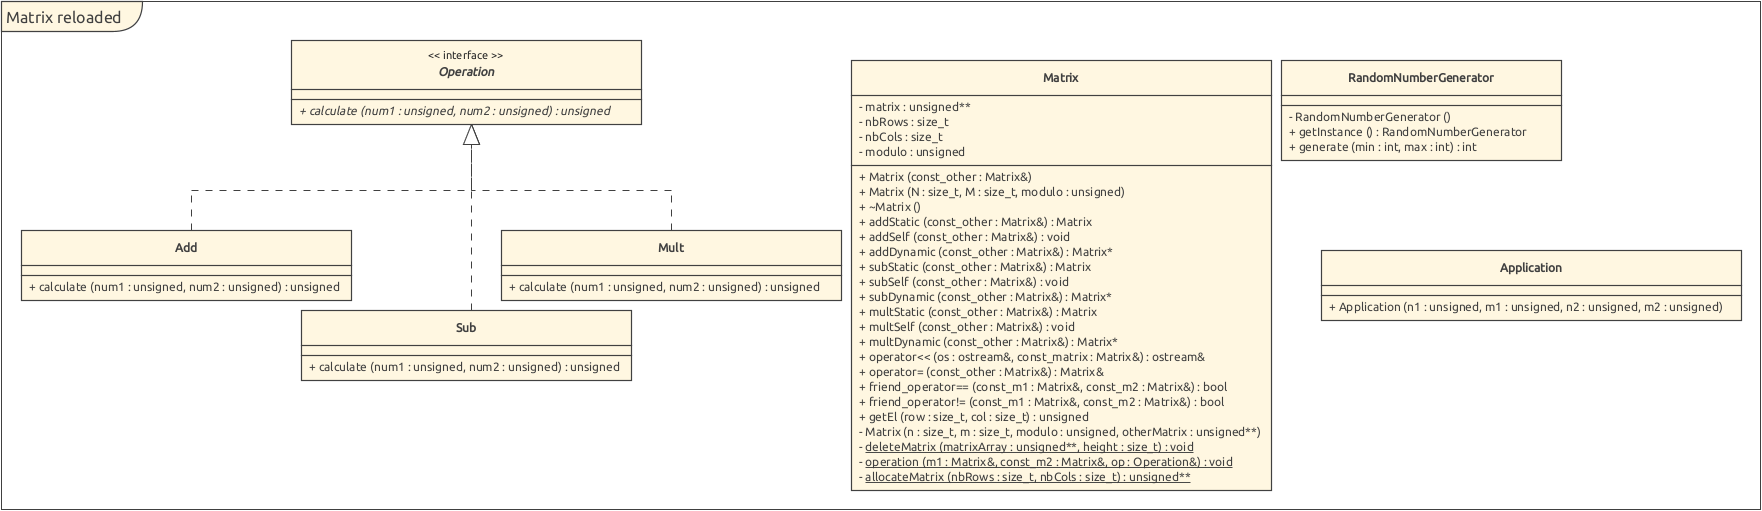 Matrix reloaded
<< interface >>
Operation
+ calculate (num1 : unsigned, num2 : unsigned) : unsigned
Add
+ calculate (num1 : unsigned, num2 : unsigned) : unsigned
Sub
+ calculate (num1 : unsigned, num2 : unsigned) : unsigned
Mult
+ calculate (num1 : unsigned, num2 : unsigned) : unsigned
Matrix
- matrix : unsigned**
- nbRows : size_t
- nbCols : size_t
- modulo : unsigned
+ Matrix (const_other : Matrix&)
+ Matrix (N : size_t, M : size_t, modulo : unsigned)
+ ~Matrix ()
+ addStatic (const_other : Matrix&) : Matrix
+ addSelf (const_other : Matrix&) : void
+ addDynamic (const_other : Matrix&) : Matrix*
+ subStatic (const_other : Matrix&) : Matrix
+ subSelf (const_other : Matrix&) : void
+ subDynamic (const_other : Matrix&) : Matrix*
+ multStatic (const_other : Matrix&) : Matrix
+ multSelf (const_other : Matrix&) : void
+ multDynamic (const_other : Matrix&) : Matrix*
+ operator<< (os : ostream&, const_matrix : Matrix&) : ostream&
+ operator= (const_other : Matrix&) : Matrix&
+ friend_operator== (const_m1 : Matrix&, const_m2 : Matrix&) : bool
+ friend_operator!= (const_m1 : Matrix&, const_m2 : Matrix&) : bool
+ getEl (row : size_t, col : size_t) : unsigned
- Matrix (n : size_t, m : size_t, modulo : unsigned, otherMatrix : unsigned**)
- deleteMatrix (matrixArray : unsigned**, height : size_t) : void
- operation (m1 : Matrix&, const_m2 : Matrix&, op : Operation&) : void
- allocateMatrix (nbRows : size_t, nbCols : size_t) : unsigned**
RandomNumberGenerator
- RandomNumberGenerator ()
+ getInstance () : RandomNumberGenerator
+ generate (min : int, max : int) : int
Application
+ Application (n1 : unsigned, m1 : unsigned, n2 : unsigned, m2 : unsigned)